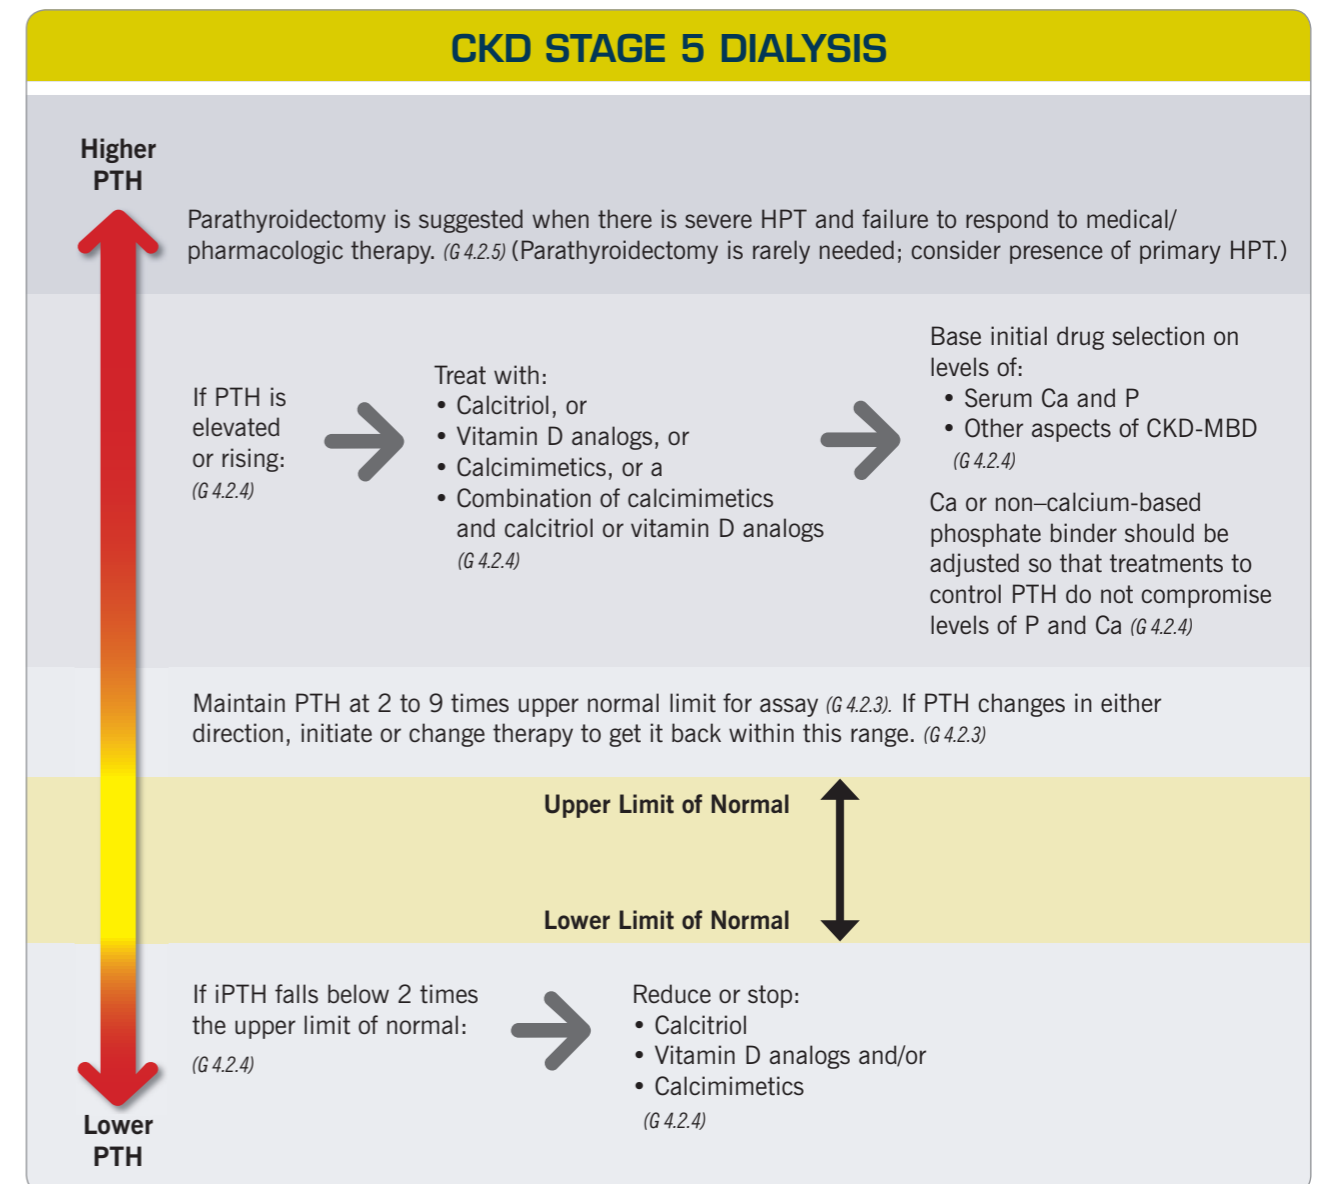 CKD STAGE 5 DIALYSIS
Higher
PTH
Parathyroidectomy is suggested when there is severe HPT and failure to respond to medical/
pharmacologic therapy. (G 4.2.5) (Parathyroidectomy is rarely needed; consider presence of primary HPT.)
If PTH is
elevated
or rising:
(G 4.2.4)
Treat with:
• Calcitriol, or
• Vitamin D analogs, or
• Calcimimetics, or a
• Combination of calcimimetics
and calcitriol or vitamin D analogs
(G 4.2.4)
Base initial drug selection on
levels of:
• Serum Ca and P
• Other aspects of CKD-MBD
(G 4.2.4)
Ca or non–calcium-based
phosphate binder should be
adjusted so that treatments to
control PTH do not compromise
levels of P and Ca (G 4.2.4)
Maintain PTH at 2 to 9 times upper normal limit for assay (G 4.2.3). If PTH changes in either
direction, initiate or change therapy to get it back within this range. (G 4.2.3)
Upper Limit of Normal
Lower Limit of Normal
If iPTH falls below 2 times
the upper limit of normal:
(G 4.2.4)
Reduce or stop:
• Calcitriol
• Vitamin D analogs and/or
• Calcimimetics
(G 4.2.4)
Lower
PTH